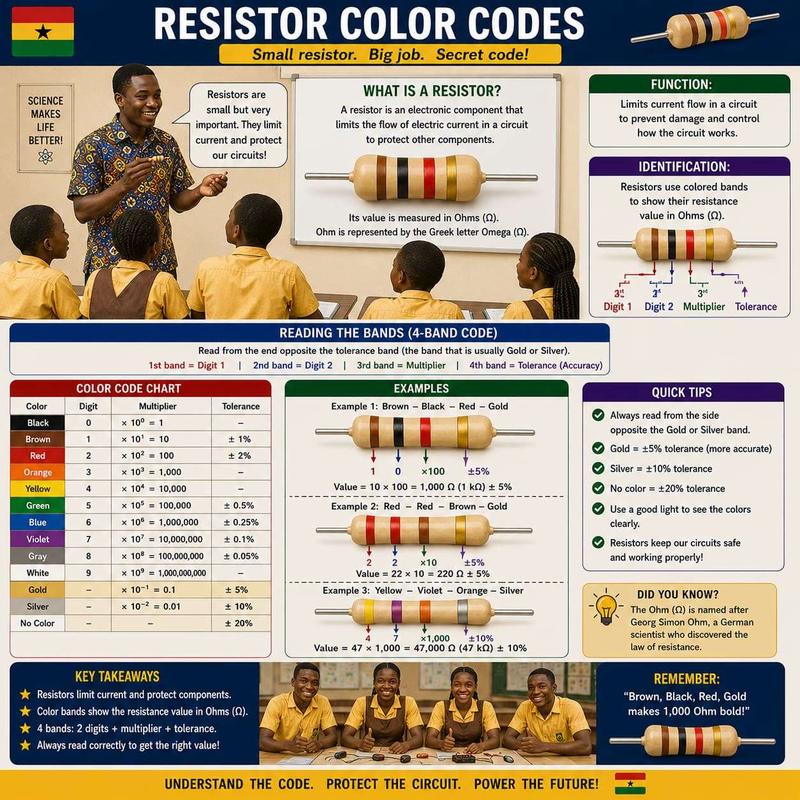 RESISTOR COLOR CODES
Small resistor. Big job. Secret code!
SCIENCE
MAKES
LIFE
BETTER!
Resistors are
small but very
important. They limit
current and protect
our circuits!
WHAT IS A RESISTOR?
A resistor is an electronic component that
limits the flow of electric current in a circuit
to protect other components.
Its value is measured in Ohms (Ω).
Ohm is represented by the Greek letter Omega (Ω).
FUNCTION:
Limits current flow in a circuit
to prevent damage and control
how the circuit works.
IDENTIFICATION:
Resistors use colored bands
to show their resistance
value in Ohms (Ω).
Digit 1 Digit 2 Multiplier Tolerance
READING THE BANDS (4-BAND CODE)
Read from the end opposite the tolerance band (the band that is usually Gold or Silver).
1st band = Digit 1 | 2nd band = Digit 2 | 3rd band = Multiplier | 4th band = Tolerance (Accuracy)
COLOR CODE CHART
Color Digit Multiplier Tolerance
Black 0 × 10⁰ = 1 –
Brown 1 × 10¹ = 10 ± 1%
Red 2 × 10² = 100 ± 2%
Orange 3 × 10³ = 1,000 –
Yellow 4 × 10⁴ = 10,000 –
Green 5 × 10⁵ = 100,000 ± 0.5%
Blue 6 × 10⁶ = 1,000,000 ± 0.25%
Violet 7 × 10⁷ = 10,000,000 ± 0.1%
Gray 8 × 10⁸ = 100,000,000 ± 0.05%
White 9 × 10⁹ = 1,000,000,000 –
Gold – × 10⁻¹ = 0.1 ± 5%
Silver – × 10⁻² = 0.01 ± 10%
No Color – – ± 20%
EXAMPLES
Example 1: Brown – Black – Red – Gold
1 0 ×100 ±5%
Value = 10 × 100 = 1,000 Ω (1 kΩ) ± 5%
Example 2: Red – Red – Brown – Gold
2 2 ×10 ±5%
Value = 22 × 10 = 220 Ω ± 5%
Example 3: Yellow – Violet – Orange – Silver
4 7 ×1,000 ±10%
Value = 47 × 1,000 = 47,000 Ω (47 kΩ) ± 10%
QUICK TIPS
Always read from the side
opposite the Gold or Silver band.
Gold = ±5% tolerance (more accurate)
Silver = ±10% tolerance
No color = ±20% tolerance
Use a good light to see the colors
clearly.
Resistors keep our circuits safe
and working properly!
DID YOU KNOW?
The Ohm (Ω) is named after
Georg Simon Ohm, a German
scientist who discovered the
law of resistance.
KEY TAKEAWAYS
Resistors limit current and protect components.
Color bands show the resistance value in Ohms (Ω).
4 bands: 2 digits + multiplier + tolerance.
Always read correctly to get the right value!
REMEMBER:
"Brown, Black, Red, Gold
makes 1,000 Ohm bold!"
UNDERSTAND THE CODE. PROTECT THE CIRCUIT. POWER THE FUTURE!